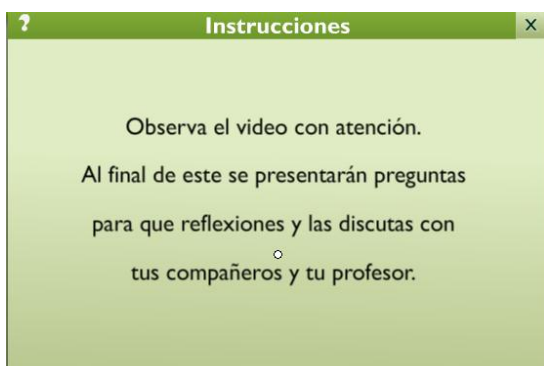 ? Instrucciones X
Observa el video con atención.
Al final de este se presentarán preguntas
para que reflexiones y las discutas con
tus compañeros y tu profesor.